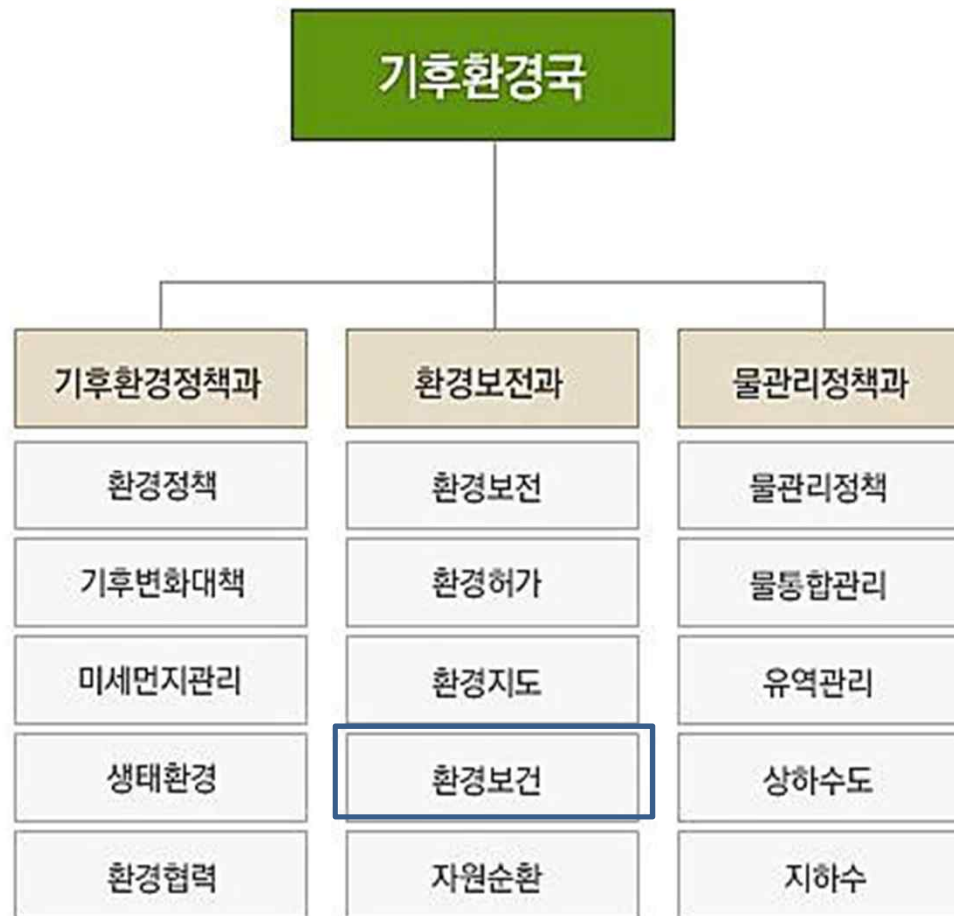 기후환경국
기후환경정책과
환경정책
기후변화대책
미세먼지관리
생태환경
환경협력
환경보전과
환경보전
환경허가
환경지도
환경보건
자원순환
물관리정책과
물관리정책
물통합관리
유역관리
상하수도
지하수